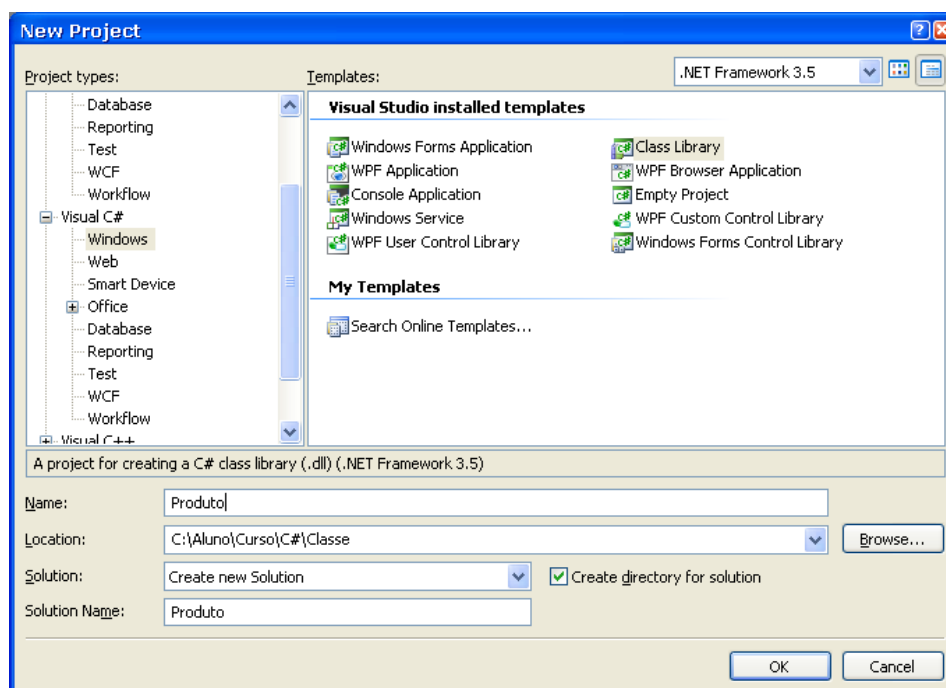 New Project
Project types:
Templates:
.NET Framework 3.5
Database
Reporting
Test
WCF
Workflow
Visual C#
Windows
Web
Smart Device
Office
Database
Reporting
Test
WCF
Workflow
Visual C++
Visual Studio installed templates
Windows Forms Application
Class Library
WPF Application
WPF Browser Application
Console Application
Empty Project
Windows Service
WPF Custom Control Library
WPF User Control Library
Windows Forms Control Library
My Templates
Search Online Templates...
A project for creating a C# class library (.dll) (.NET Framework 3.5)
Name:
Produto
Location:
C:\Aluno\Curso\C#\Classe
Browse...
Solution:
Create new Solution
Create directory for solution
Solution Name:
Produto
OK
Cancel